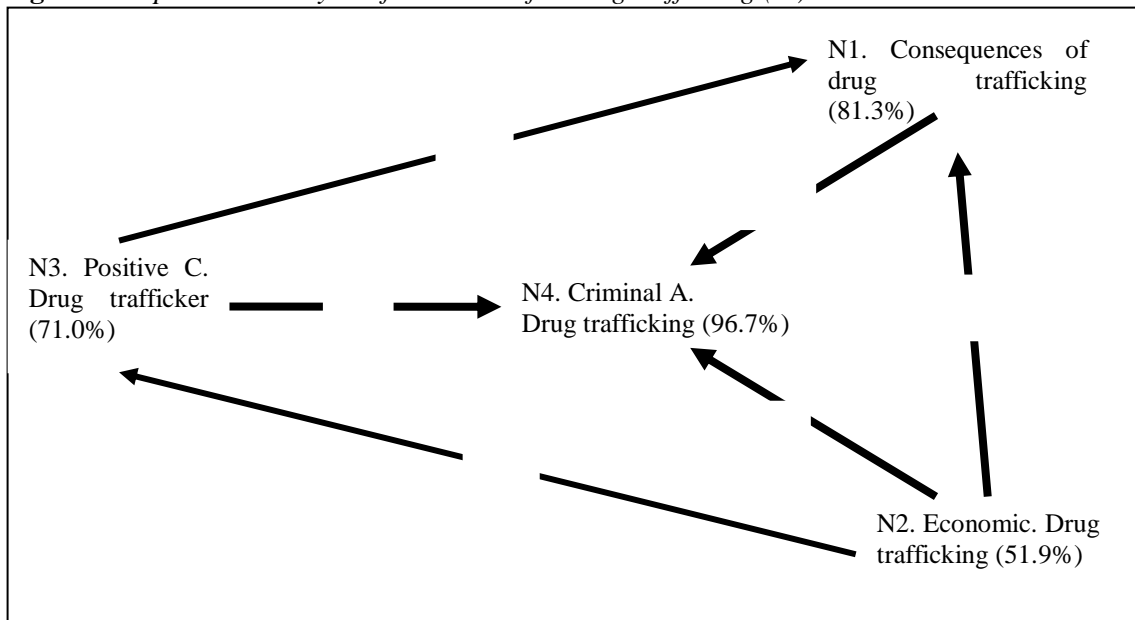 N1. Consequences of
drug trafficking
(81.3%)
N3. Positive C.
Drug trafficker
(71.0%)
N4. Criminal A.
Drug trafficking (96.7%)
N2. Economic. Drug
trafficking (51.9%)